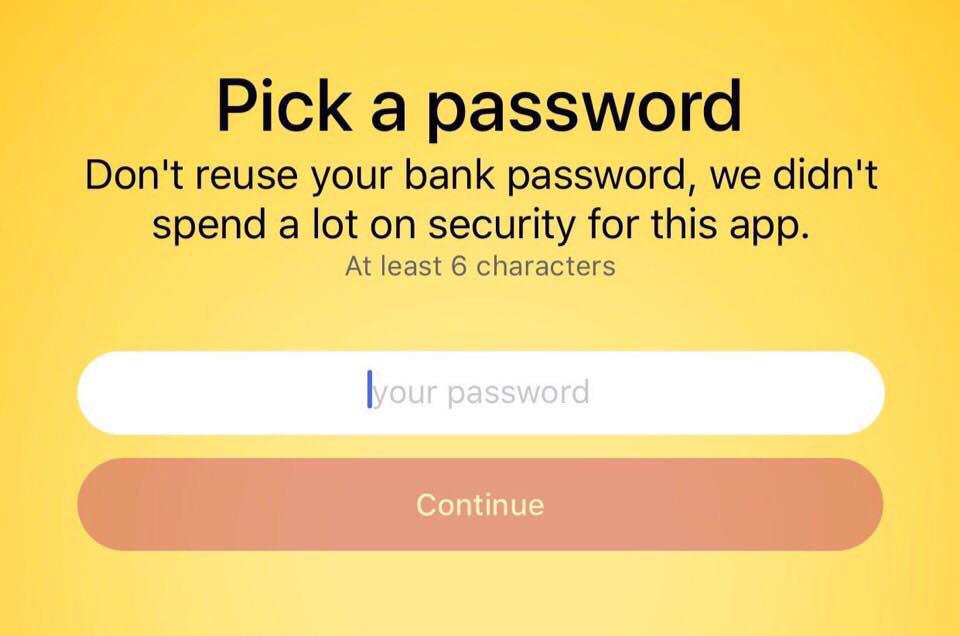 Pick a password
Don't reuse your bank password, we didn't
spend a lot on security for this app.
At least 6 characters
your password
Continue